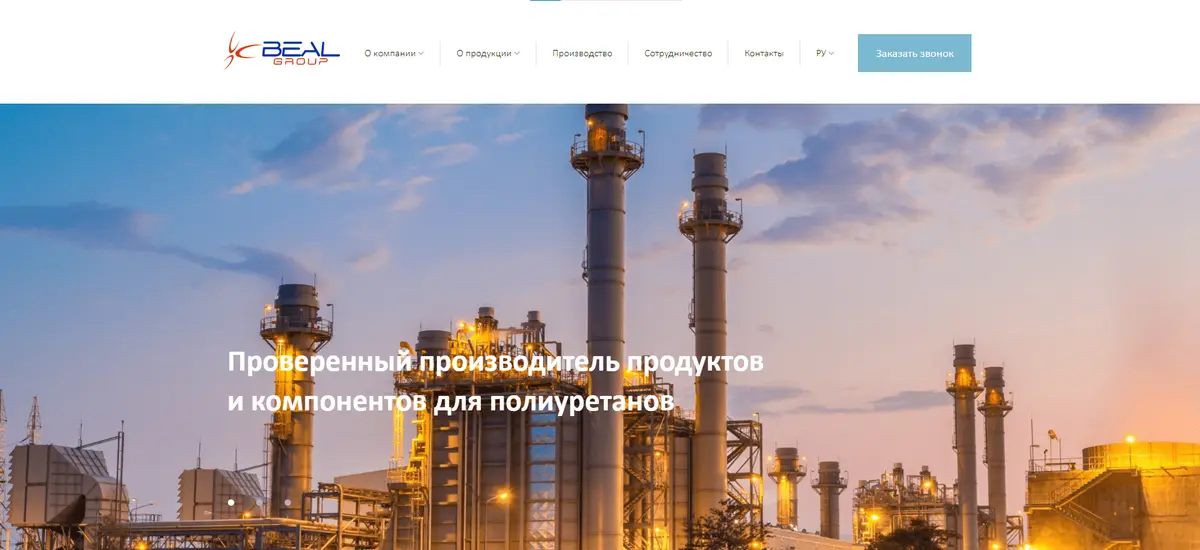 BEAL
GROUP
О компании
О продукции
Производство
Сотрудничество
Контакты
РУ
Заказать звонок
Проверенный производитель продуктов
и компонентов для полиуретанов